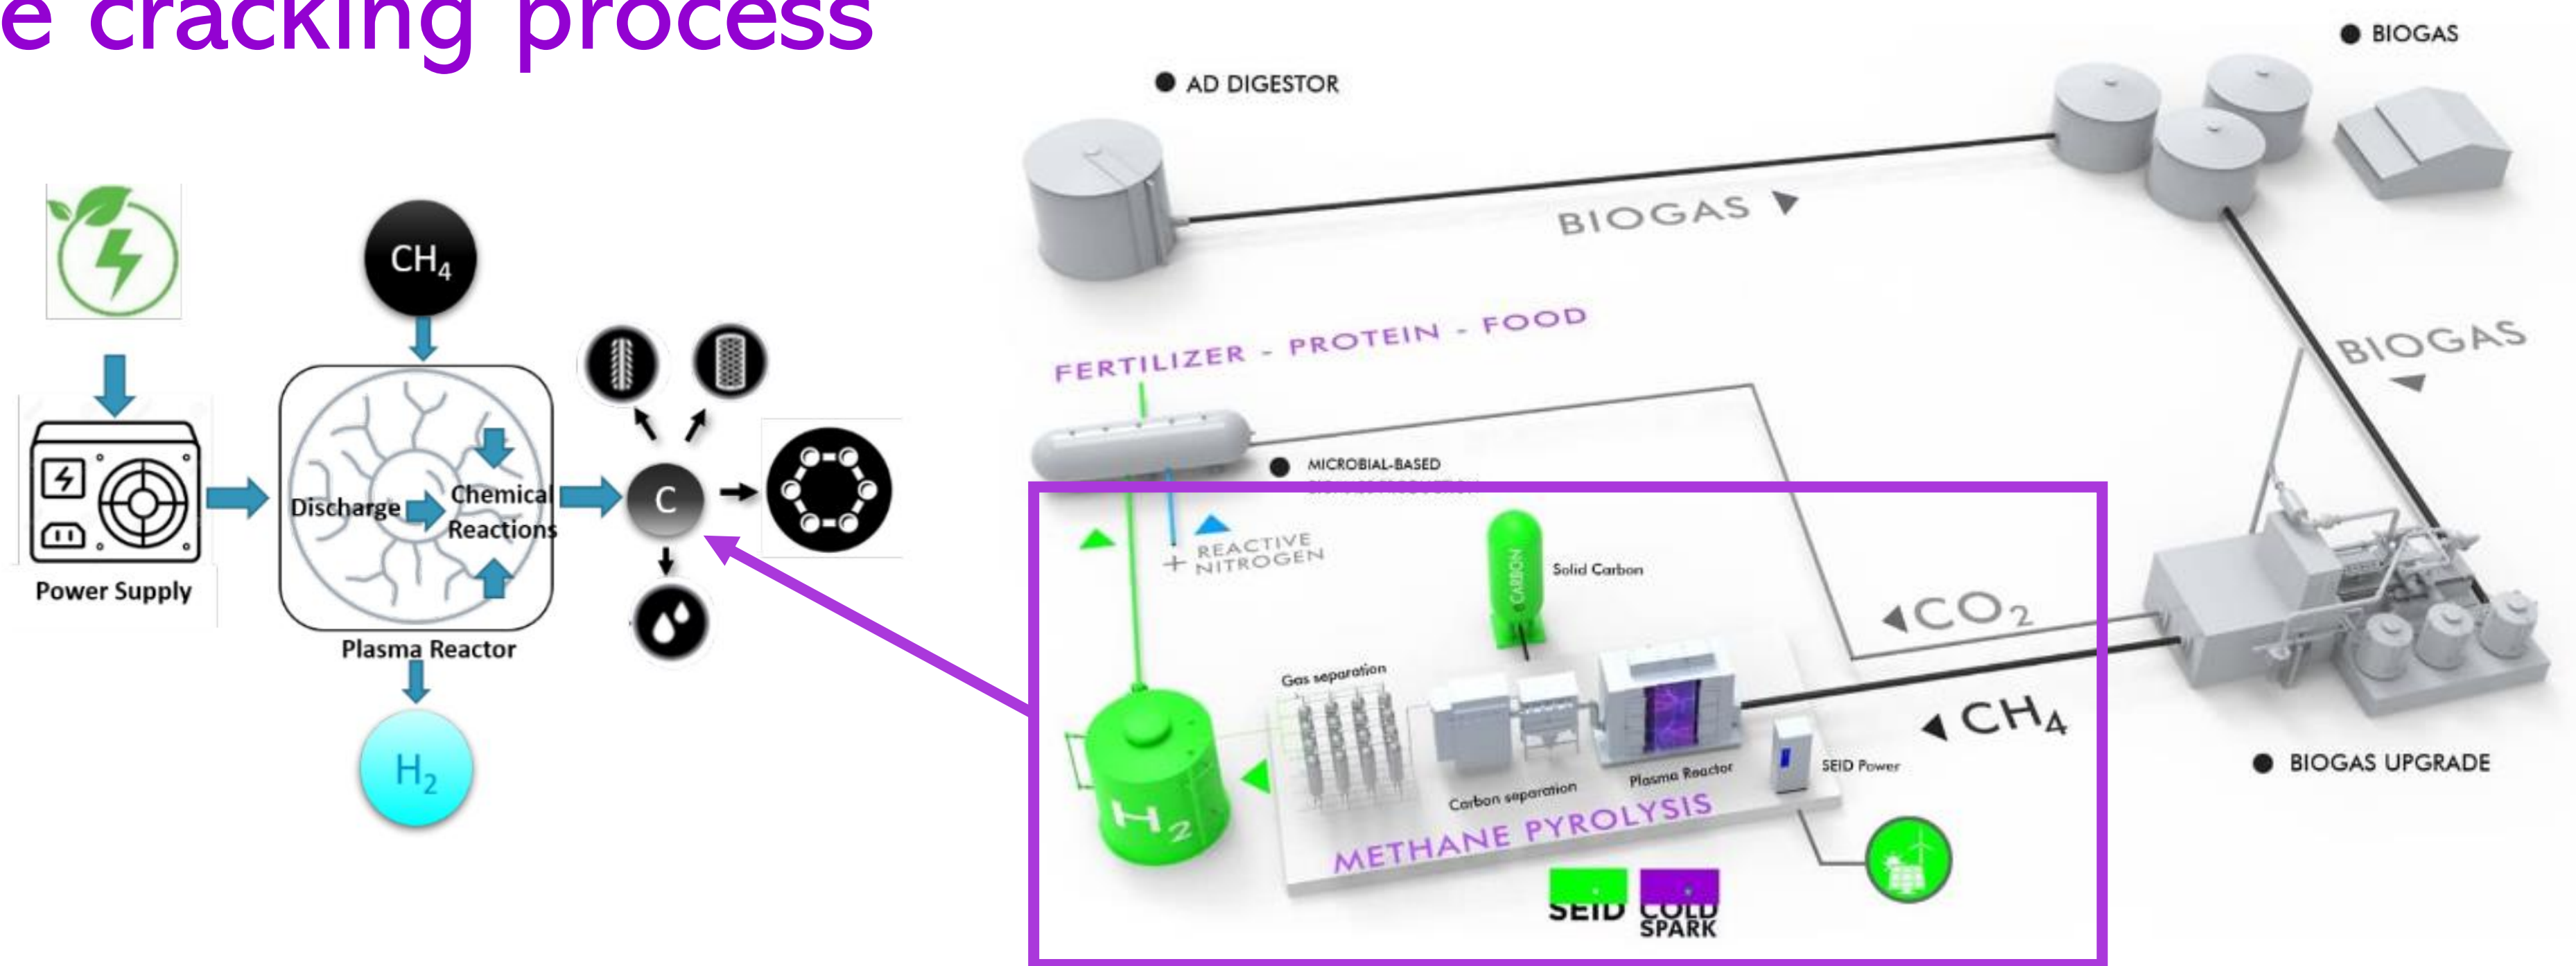 e cracking process
AD DIGESTOR
BIOGAS
BIOGAS
BIOGAS
FERTILIZER - PROTEIN - FOOD
MICROBIAL-BASED
+ REACTIVE
NITROGEN
CH₄
Discharge
Chemical
Reactions
C
Power Supply
Plasma Reactor
H₂
CARBON
Solid Carbon
CO₂
Gas separation
CH₄
H₂
Carbon separation
Plasma Reactor
SEID Power
METHANE PYROLYSIS
BIOGAS UPGRADE
SEID
COLD
SPARK